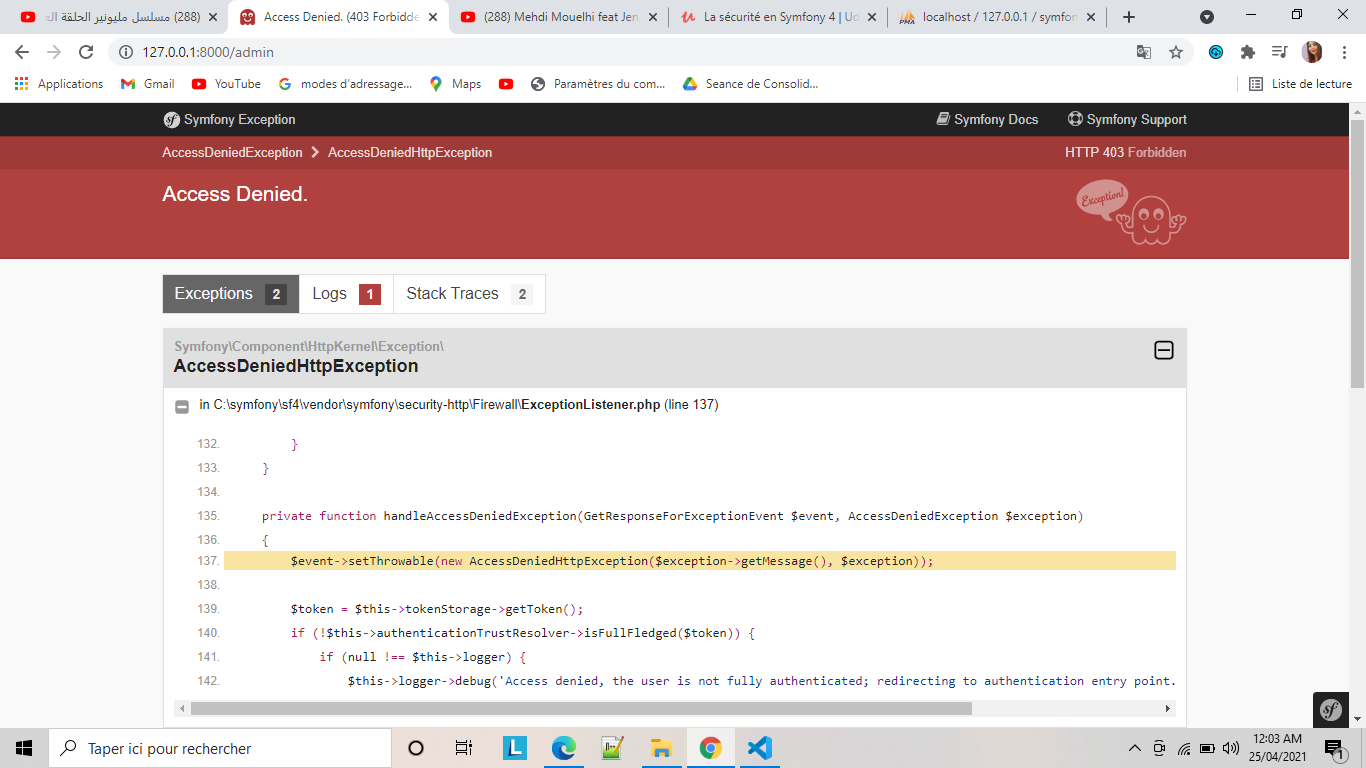 (288) مسلسل مليونير الحلقة الـ
Access Denied. (403 Forbidde
(288) Mehdi Mouelhi feat Jen
La sécurité en Symfony 4 | Ud
localhost / 127.0.0.1 / symfon
127.0.0.1:8000/admin
Applications
Gmail
YouTube
modes d'adressage...
Maps
Paramètres du com...
Seance de Consolid...
Liste de lecture
Symfony Exception
Symfony Docs
Symfony Support
AccessDeniedException
AccessDeniedHttpException
HTTP 403 Forbidden
Access Denied.
Exception!
Exceptions 2
Logs 1
Stack Traces 2
Symfony\Component\HttpKernel\Exception\
AccessDeniedHttpException
in C:\symfony\sf4\vendor\symfony\security-http\Firewall\ExceptionListener.php (line 137)
132. }
133. }
134.
135. private function handleAccessDeniedException(GetResponseForExceptionEvent $event, AccessDeniedException $exception)
136. {
137. $event->setThrowable(new AccessDeniedHttpException($exception->getMessage(), $exception));
138.
139. $token = $this->tokenStorage->getToken();
140. if (!$this->authenticationTrustResolver->isFullFledged($token)) {
141. if (null !== $this->logger) {
142. $this->logger->debug('Access denied, the user is not fully authenticated; redirecting to authentication entry point.
Taper ici pour rechercher
12:03 AM
25/04/2021
1